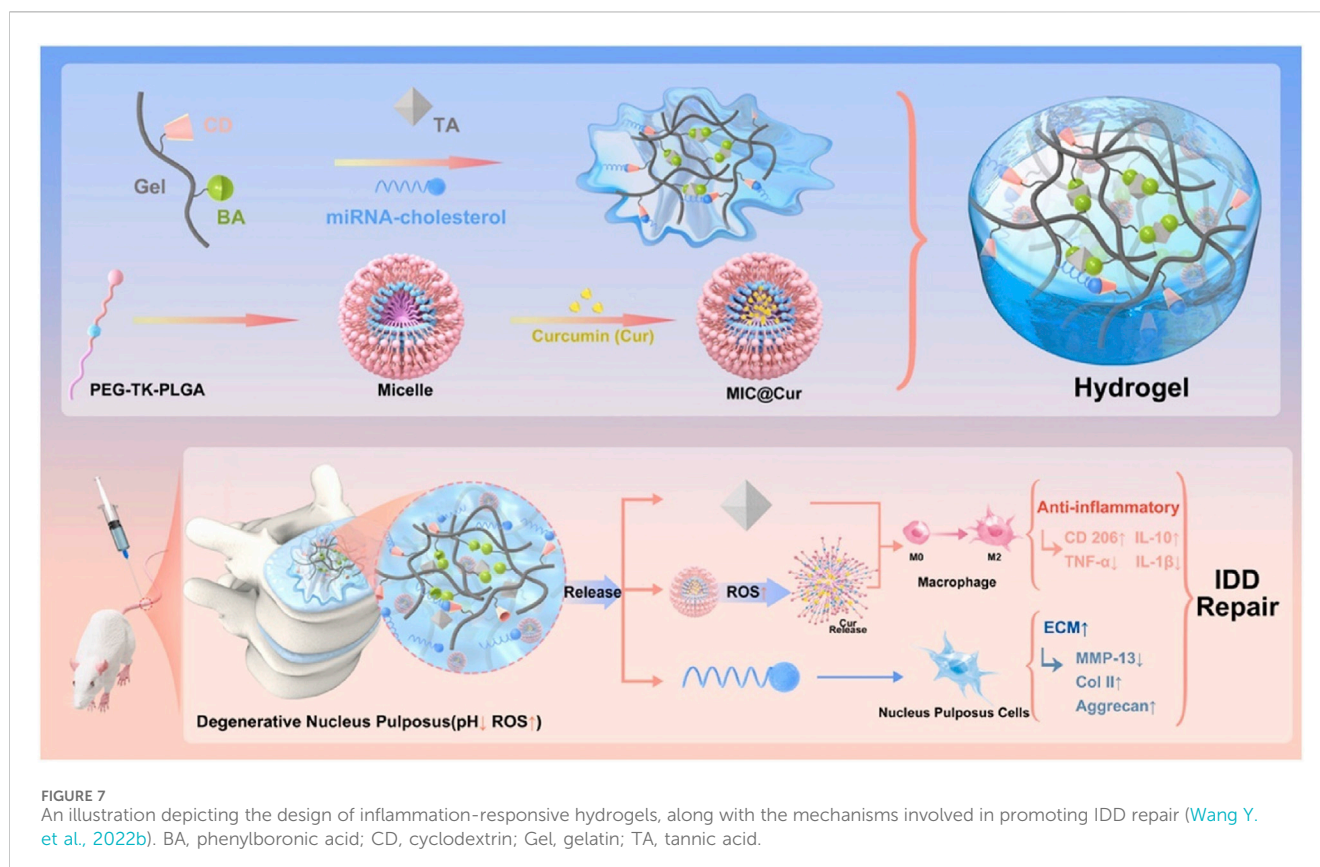 CD
TA
Gel
BA
miRNA-cholesterol
PEG-TK-PLGA
Micelle
Curcumin (Cur)
MIC@Cur
Hydrogel
Degenerative Nucleus Pulposus(pH↓ ROS↑)
Release
ROS↑
Cur
Release
M0
M2
Macrophage
Anti-inflammatory
CD 206↑ IL-10↑
TNF-α↓ IL-1β↓
Nucleus Pulposus Cells
ECM↑
MMP-13↓
Col II↑
Aggrecan↑
IDD
Repair
FIGURE 7
An illustration depicting the design of inflammation-responsive hydrogels, along with the mechanisms involved in promoting IDD repair (Wang Y.
et al., 2022b). BA, phenylboronic acid; CD, cyclodextrin; Gel, gelatin; TA, tannic acid.